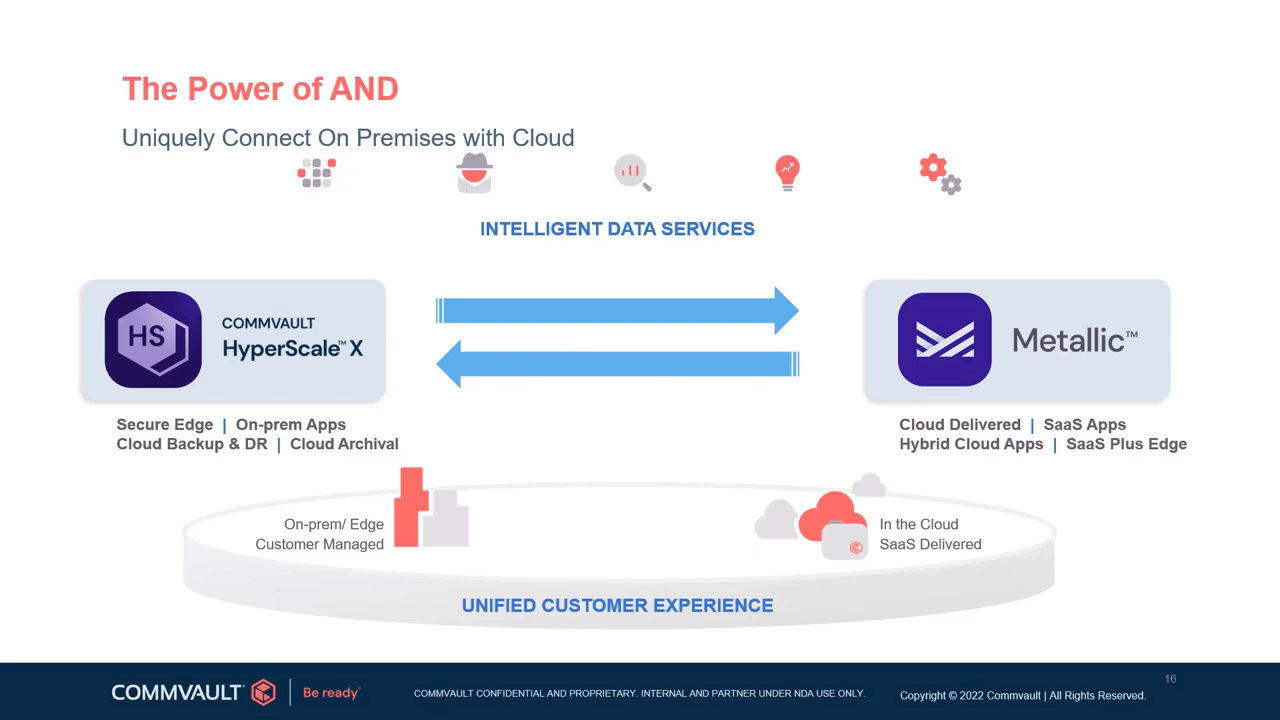 The Power of AND
Uniquely Connect On Premises with Cloud
INTELLIGENT DATA SERVICES
HS
COMMVAULT
HyperScale™ X
Metallic™
Secure Edge | On-prem Apps
Cloud Backup & DR | Cloud Archival
Cloud Delivered | SaaS Apps
Hybrid Cloud Apps | SaaS Plus Edge
On-prem/ Edge
Customer Managed
In the Cloud
SaaS Delivered
UNIFIED CUSTOMER EXPERIENCE
COMMVAULT
Be ready
COMMVAULT CONFIDENTIAL AND PROPRIETARY. INTERNAL AND PARTNER UNDER NDA USE ONLY.
Copyright © 2022 Commvault | All Rights Reserved.
16